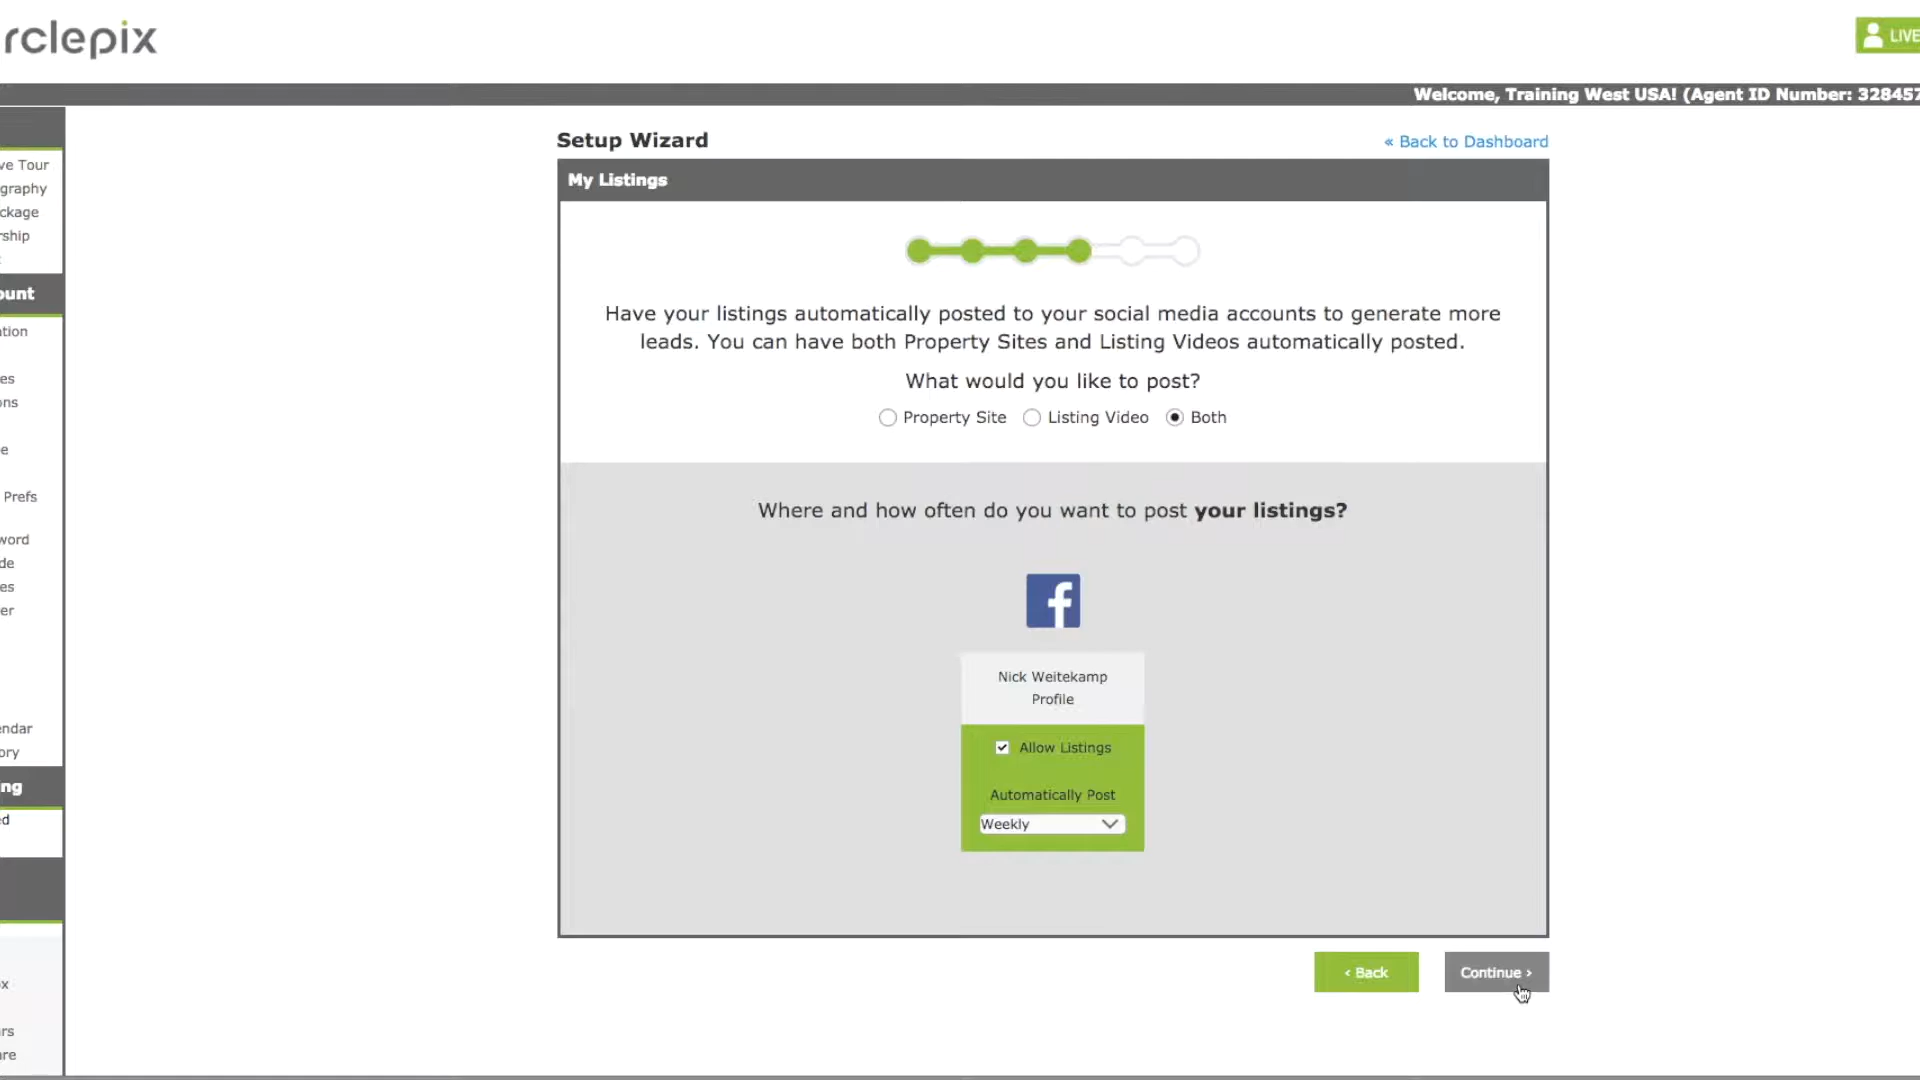 rclepix
LIVE
Welcome, Training West USA! (Agent ID Number: 328457
Setup Wizard
« Back to Dashboard
My Listings
Have your listings automatically posted to your social media accounts to generate more
leads. You can have both Property Sites and Listing Videos automatically posted.
What would you like to post?
Property Site Listing Video Both
Where and how often do you want to post your listings?
f
Nick Weitekamp
Profile
Allow Listings
Automatically Post
Weekly
‹ Back Continue ›
ve Tour
graphy
ckage
rship
ount
tion
es
ons
e
Prefs
word
de
es
er
endar
ory
ng
ed
x
rs
re